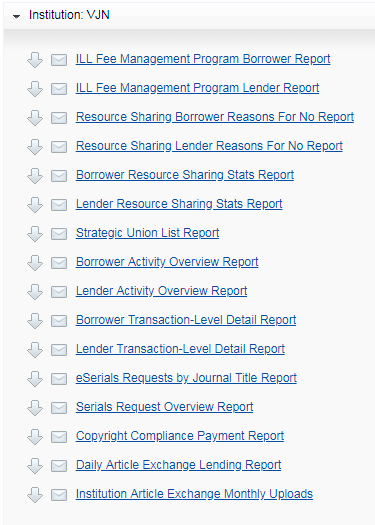 Institution: VJN
ILL Fee Management Program Borrower Report
ILL Fee Management Program Lender Report
Resource Sharing Borrower Reasons For No Report
Resource Sharing Lender Reasons For No Report
Borrower Resource Sharing Stats Report
Lender Resource Sharing Stats Report
Strategic Union List Report
Borrower Activity Overview Report
Lender Activity Overview Report
Borrower Transaction-Level Detail Report
Lender Transaction-Level Detail Report
eSerials Requests by Journal Title Report
Serials Request Overview Report
Copyright Compliance Payment Report
Daily Article Exchange Lending Report
Institution Article Exchange Monthly Uploads